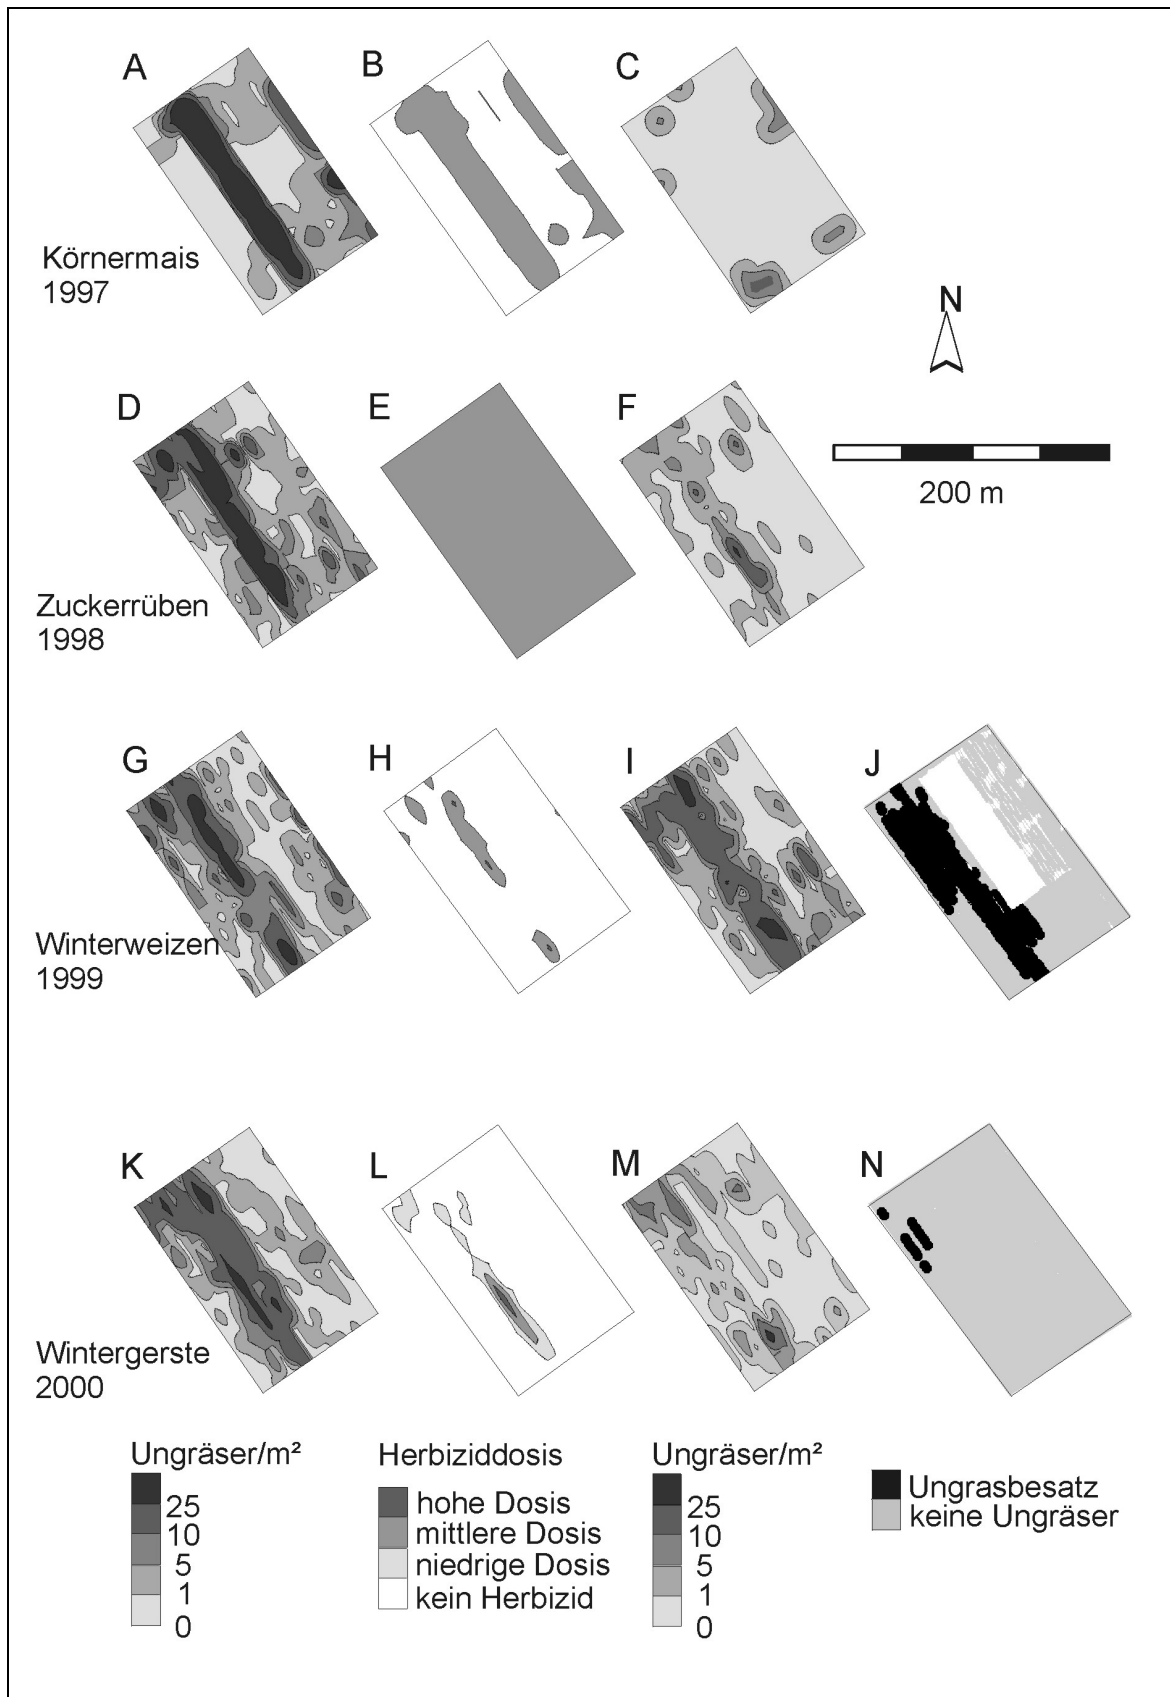 A
B
C
Körnermais
1997
N
D
E
F
200 m
Zuckerrüben
1998
G
H
I
J
Winterweizen
1999
K
L
M
N
Wintergerste
2000
Ungräser/m²
25
10
5
1
0
Herbiziddosis
hohe Dosis
mittlere Dosis
niedrige Dosis
kein Herbizid
Ungräser/m²
25
10
5
1
0
Ungrasbesatz
keine Ungräser